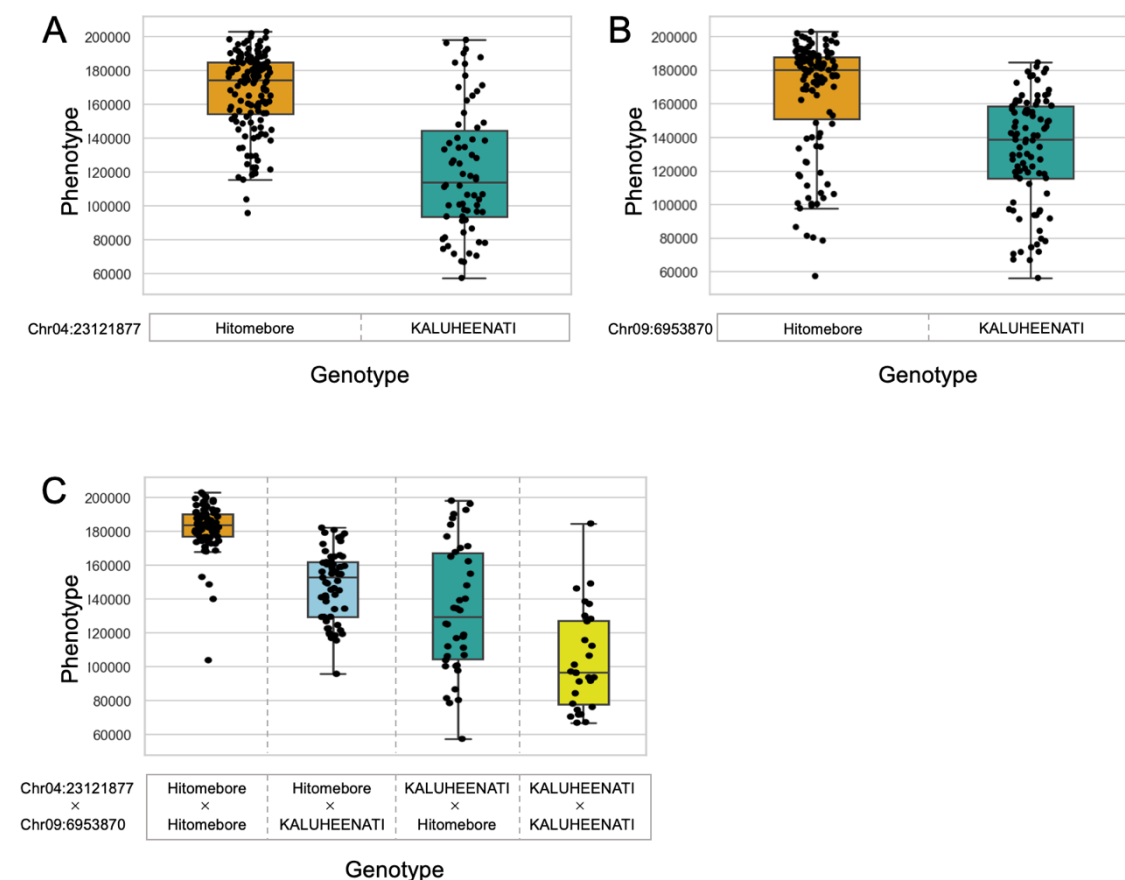 A
B
Phenotype
200000
180000
160000
140000
120000
100000
80000
60000
Chr04:23121877
Hitomebore
KALUHEENATI
Genotype
Phenotype
200000
180000
160000
140000
120000
100000
80000
60000
Chr09:6953870
Hitomebore
KALUHEENATI
Genotype
C
Phenotype
200000
180000
160000
140000
120000
100000
80000
60000
Chr04:23121877 Hitomebore Hitomebore KALUHEENATI KALUHEENATI
× × × × ×
Chr09:6953870 Hitomebore KALUHEENATI Hitomebore KALUHEENATI
Genotype